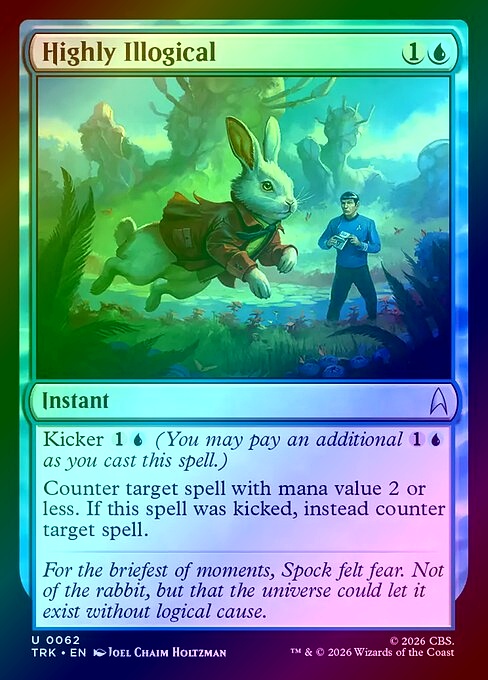 Highly Illogical 1
Instant
Kicker 1 (You may pay an additional 1
as you cast this spell.)
Counter target spell with mana value 2 or
less. If this spell was kicked, instead counter
target spell.
For the briefest of moments, Spock felt fear. Not
of the rabbit, but that the universe could let it
exist without logical cause.
U 0062 © 2026 CBS.
TRK • EN Joel Chaim Holtzman ™ & © 2026 Wizards of the Coast